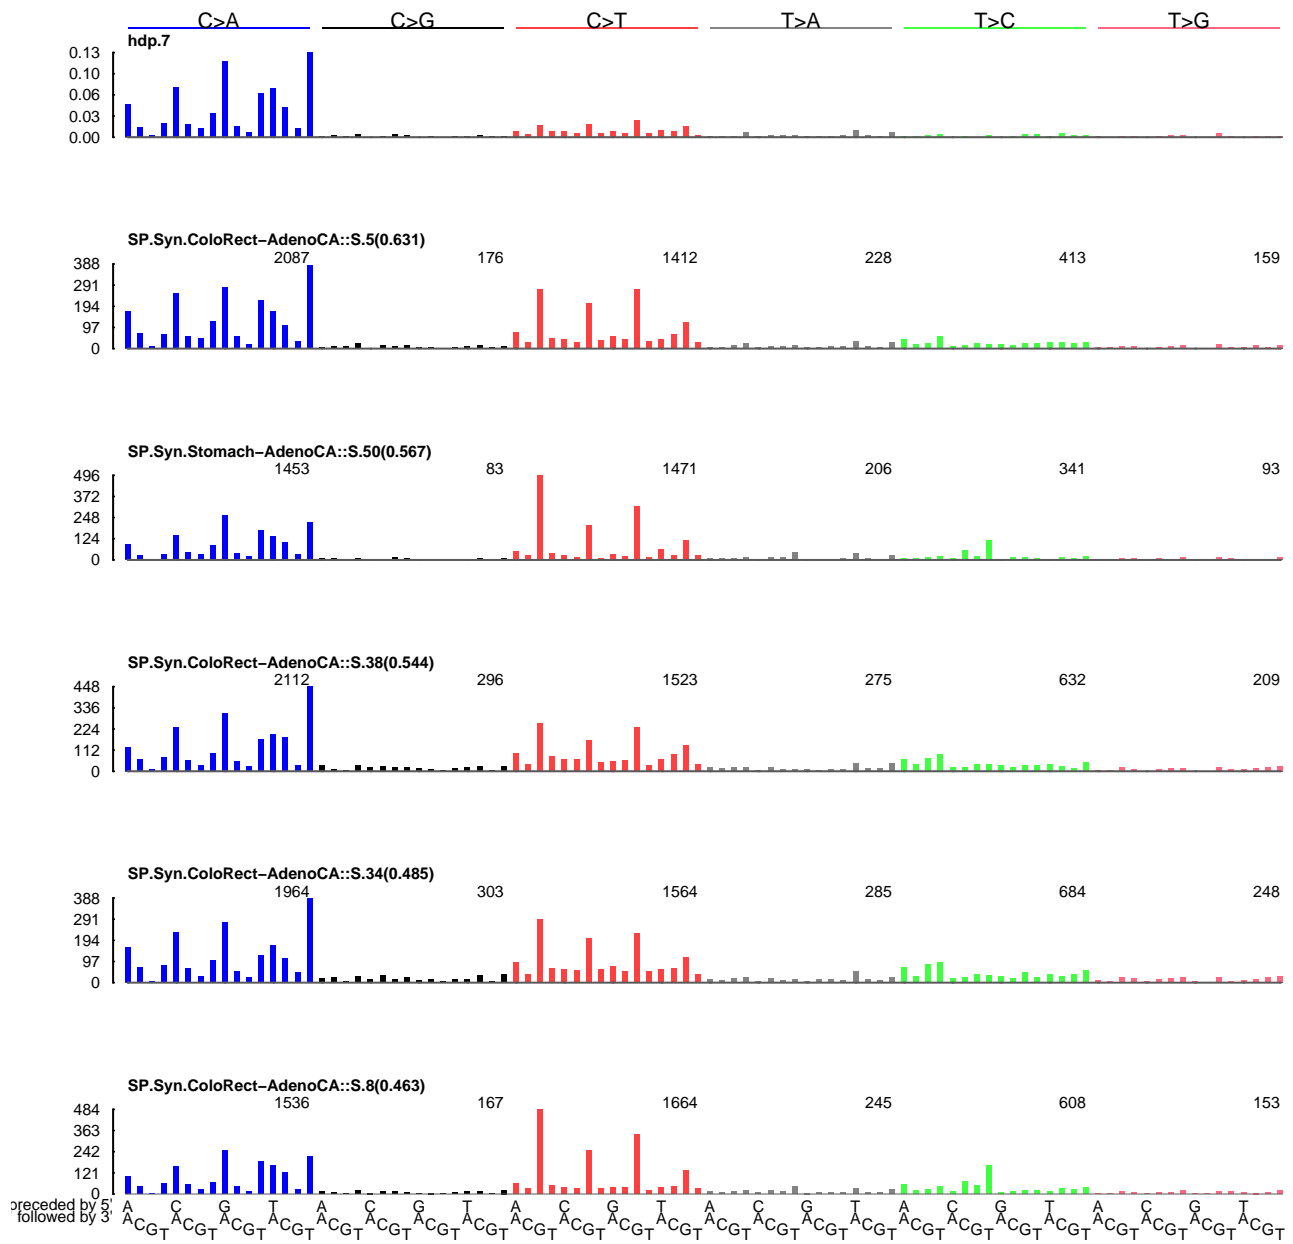 C>A C>G C>T T>A T>C T>G
hdp.7
0.13
0.10
0.06
0.03
0.00
SP.Syn.ColoRect−AdenoCA::S.5(0.631)
2087 176 1412 228 413 159
388
291
194
97
0
SP.Syn.Stomach−AdenoCA::S.50(0.567)
1453 83 1471 206 341 93
496
372
248
124
0
SP.Syn.ColoRect−AdenoCA::S.38(0.544)
2112 296 1523 275 632 209
448
336
224
112
0
SP.Syn.ColoRect−AdenoCA::S.34(0.485)
1964 303 1564 285 684 248
388
291
194
97
0
SP.Syn.ColoRect−AdenoCA::S.8(0.463)
1536 167 1664 245 608 153
484
363
242
121
0
preceded by 5' A C G T A C G T A C G T A C G T A C G T A C G T
followed by 3' A C G T A C G T A C G T A C G T A C G T A C G T A C G T A C G T A C G T A C G T A C G T A C G T A C G T A C G T A C G T A C G T A C G T A C G T A C G T A C G T A C G T A C G T A C G T A C G T